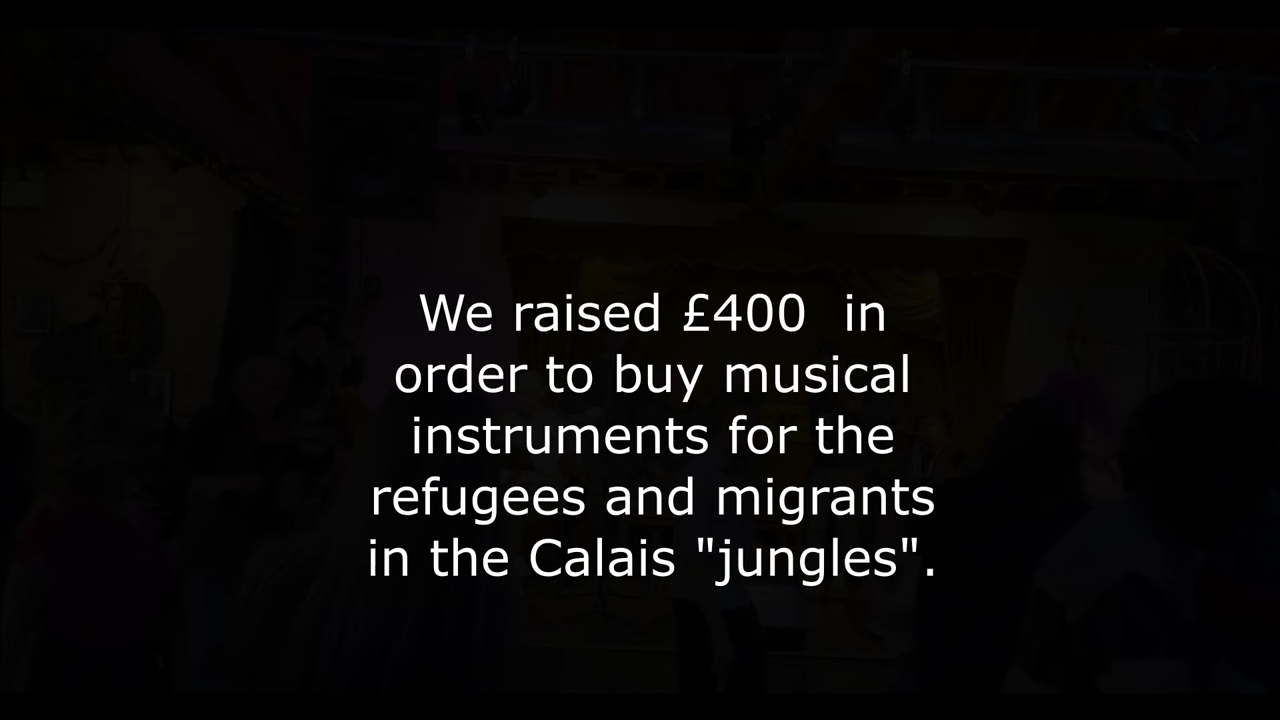 We raised £400  in
order to buy musical
instruments for the
refugees and migrants
in the Calais "jungles".